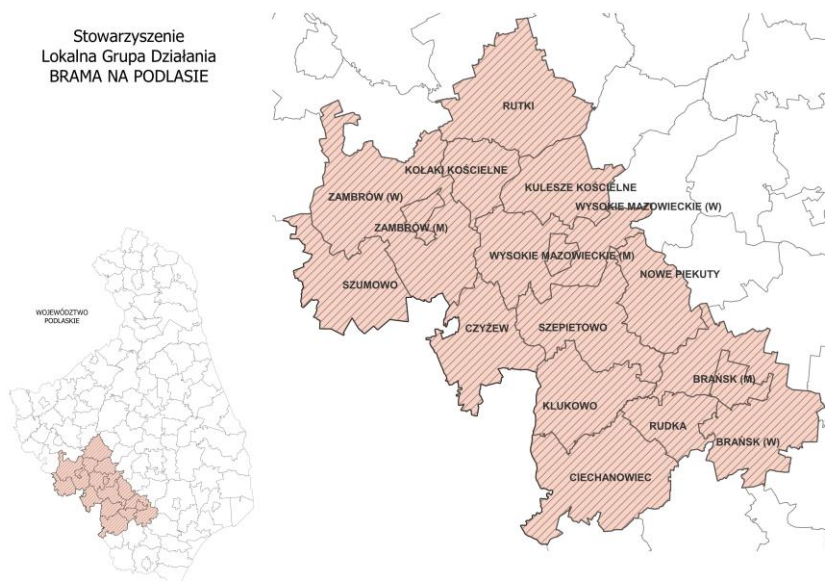 Stowarzyszenie
Lokalna Grupa Działania
BRAMA NA PODLASIE
RUTKI
KOŁAKI KOŚCIELNE
ZAMBRÓW (W)
KULESZE KOŚCIELNE
WYSOKIE MAZOWIECKIE (W)
ZAMBRÓW (M)
WYSOKIE MAZOWIECKIE (M)
NOWE PIEKUTY
SZUMOWO
CZYŻEW
SZEPIETOWO
BRAŃSK (M)
KLUKOWO
RUDKA
BRAŃSK (W)
CIECHANOWIEC
WOJEWÓDZTWO
PODLASKIE